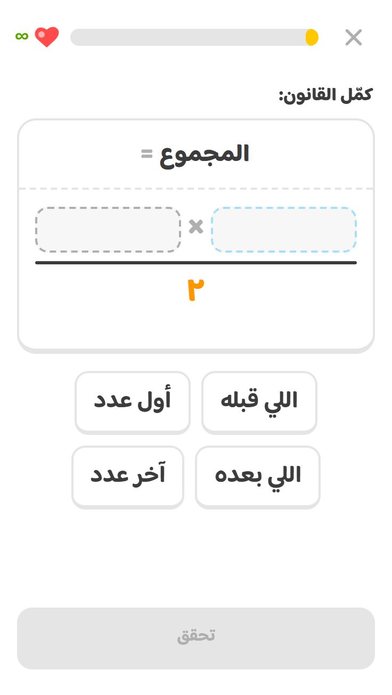 ∞
كمّل القانون:
المجموع =
×
٢
اللي قبله أول عدد
اللي بعده آخر عدد
تحقق